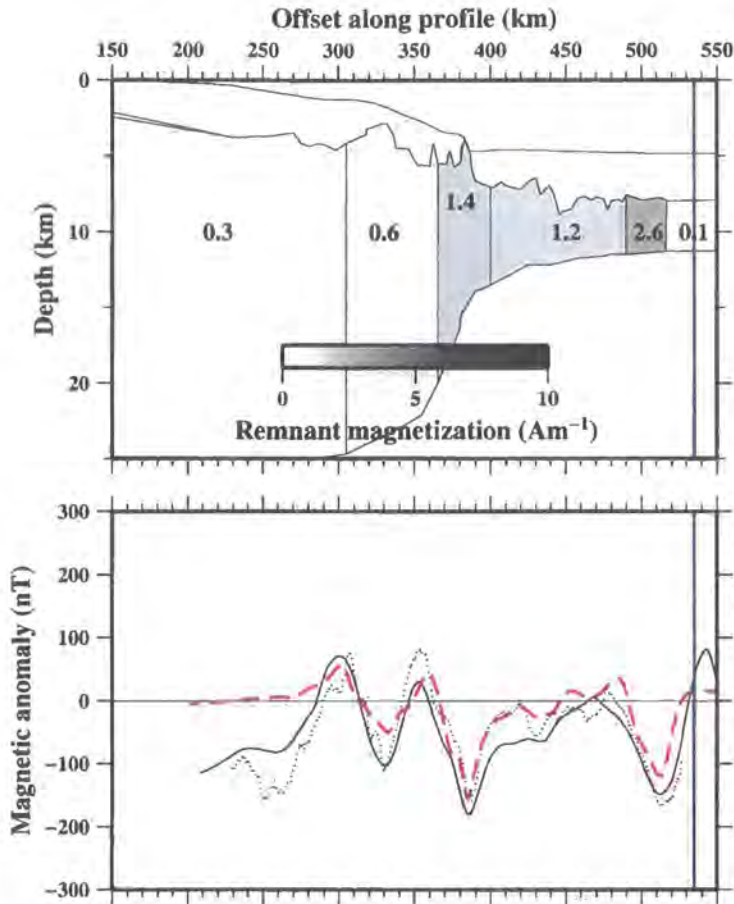 Offset along profile (km)
150 200 250 300 350 400 450 500 550
0
10
20
Depth (km)
0.3
0.6
1.4
1.2
2.6
0.1
0 5 10
Remnant magnetization (Am⁻¹)
300
200
100
0
−100
−200
−300
Magnetic anomaly (nT)